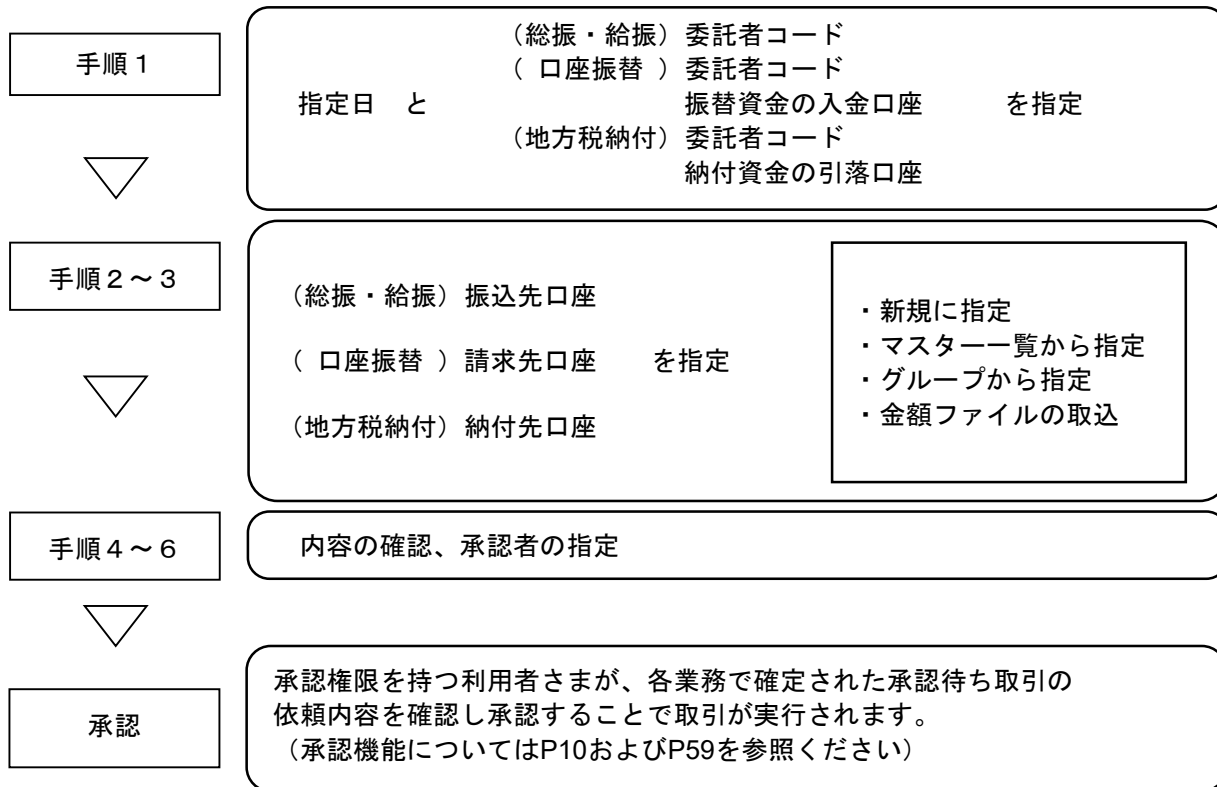 手順１
（総振・給振）委託者コード
（ 口座振替 ）委託者コード
指定日　と　振替資金の入金口座　を指定
（地方税納付）委託者コード
納付資金の引落口座
手順２～３
（総振・給振）振込先口座
（ 口座振替 ）請求先口座　を指定
（地方税納付）納付先口座
・新規に指定
・マスター一覧から指定
・グループから指定
・金額ファイルの取込
手順４～６
内容の確認、承認者の指定
承認
承認権限を持つ利用者さまが、各業務で確定された承認待ち取引の
依頼内容を確認し承認することで取引が実行されます。
（承認機能についてはP10およびP59を参照ください）